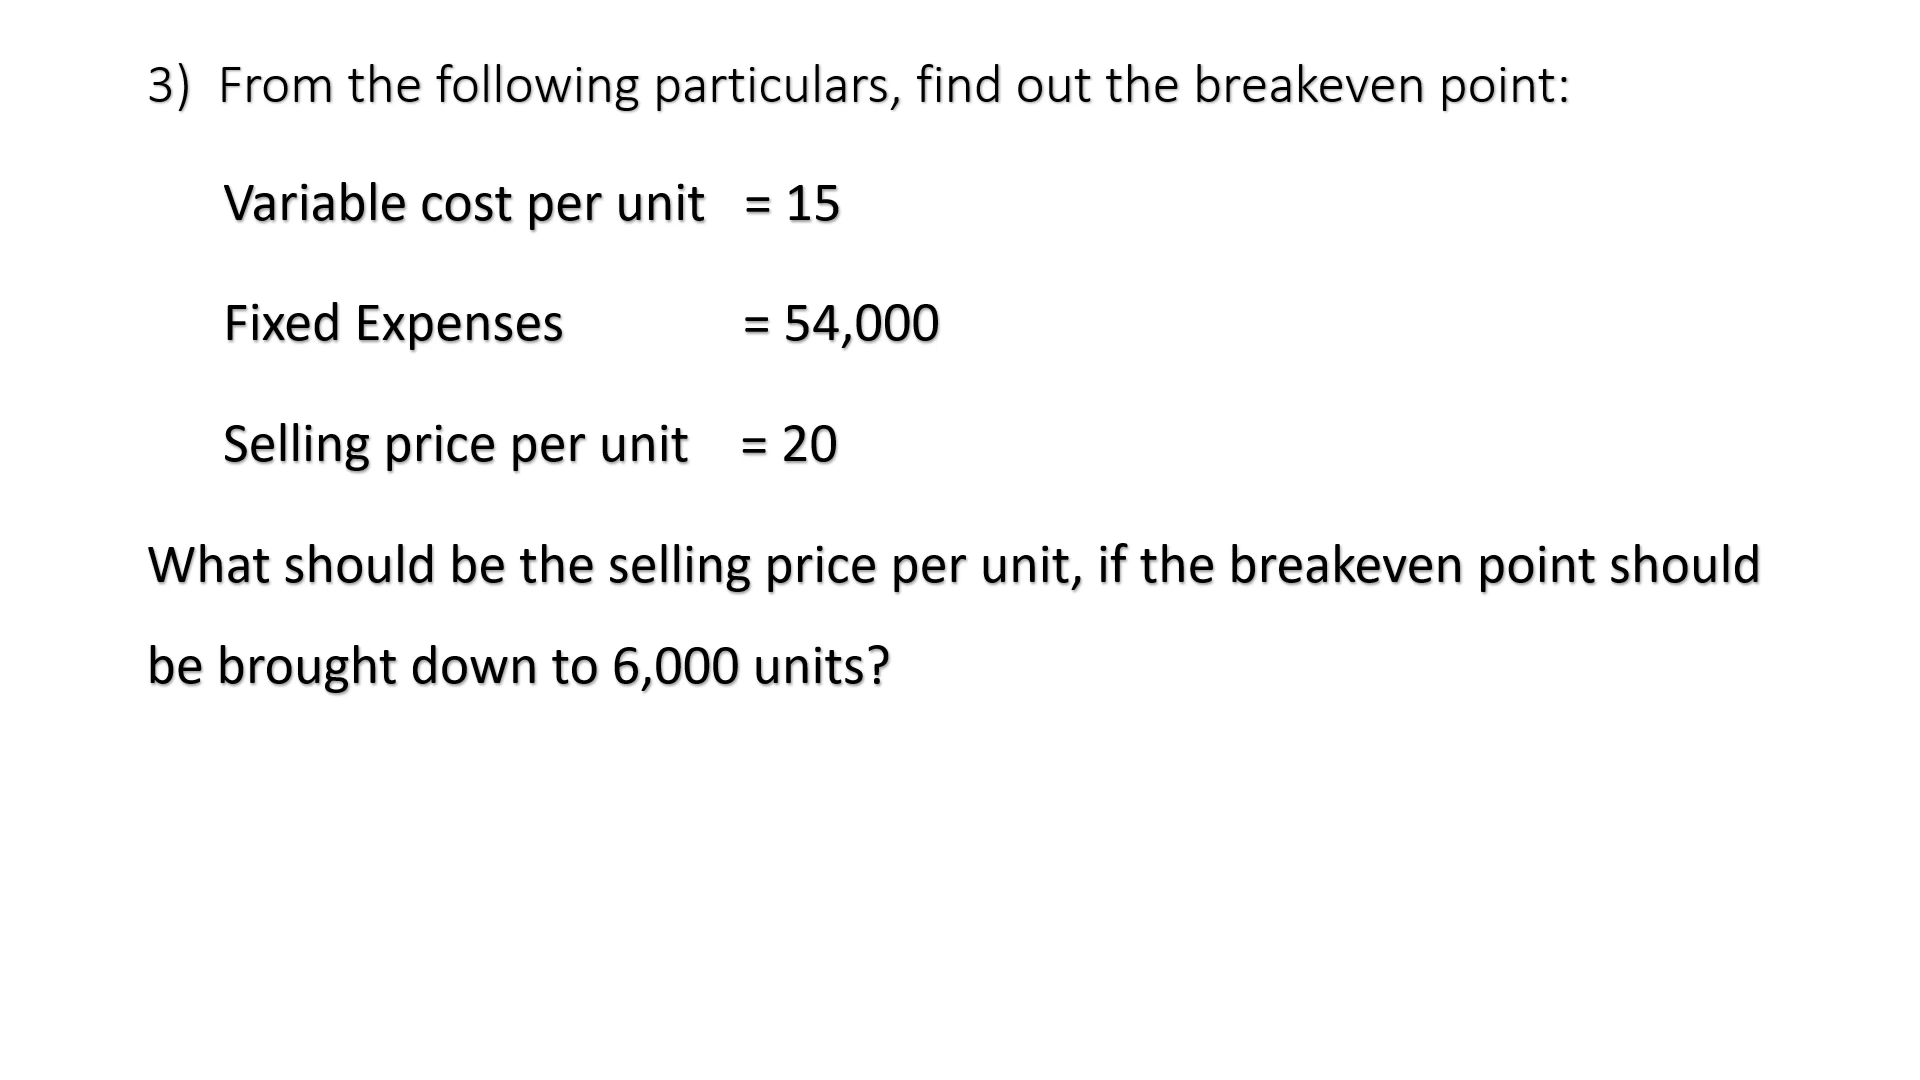 3) From the following particulars, find out the breakeven point:
Variable cost per unit = 15
Fixed Expenses = 54,000
Selling price per unit = 20
What should be the selling price per unit, if the breakeven point should
be brought down to 6,000 units?